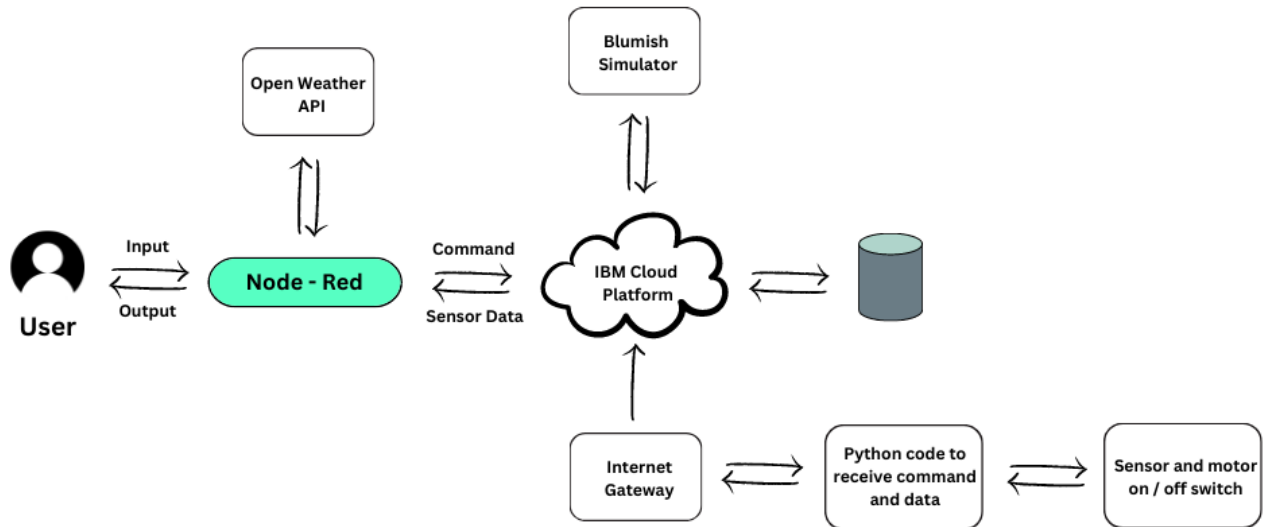 Open Weather
API
Blumish
Simulator
User
Input
Output
Node - Red
Command
Sensor Data
IBM Cloud
Platform
Internet
Gateway
Python code to
receive command
and data
Sensor and motor
on / off switch